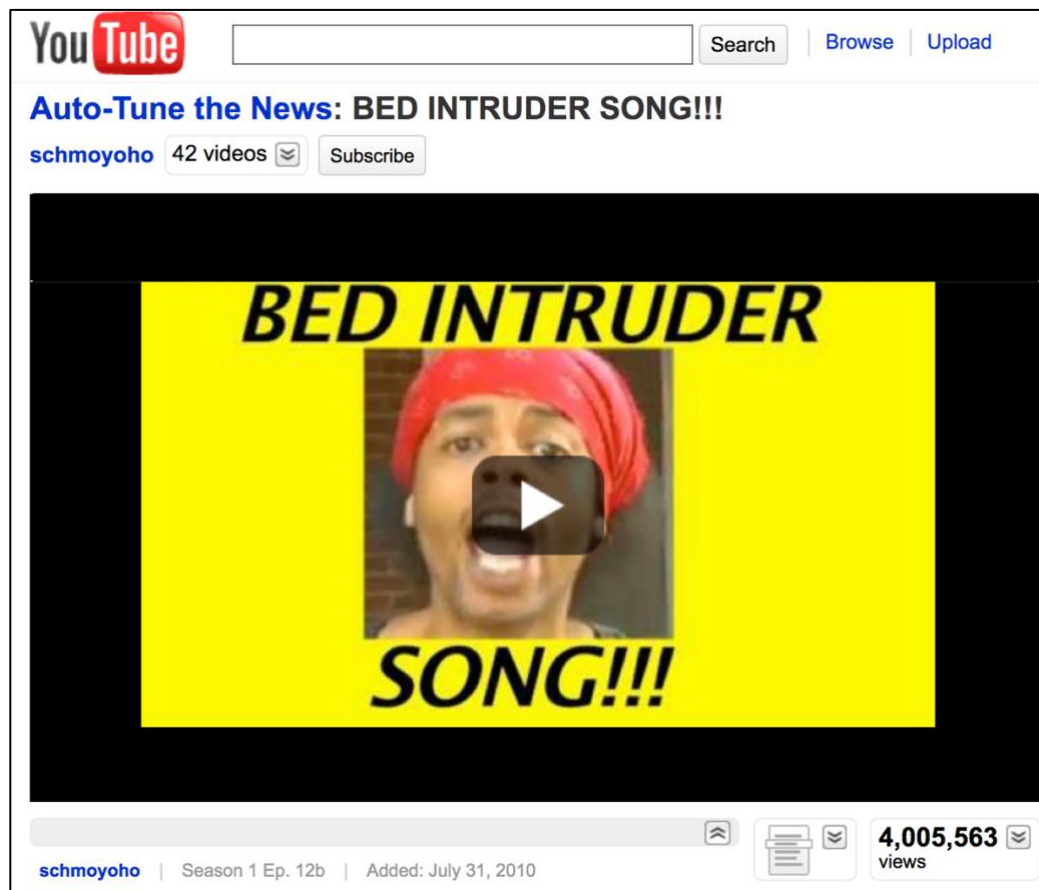 YouTube Search Browse Upload
Auto-Tune the News: BED INTRUDER SONG!!!
schmoyoho 42 videos Subscribe
BED INTRUDER
SONG!!!
4,005,563
views
schmoyoho | Season 1 Ep. 12b | Added: July 31, 2010